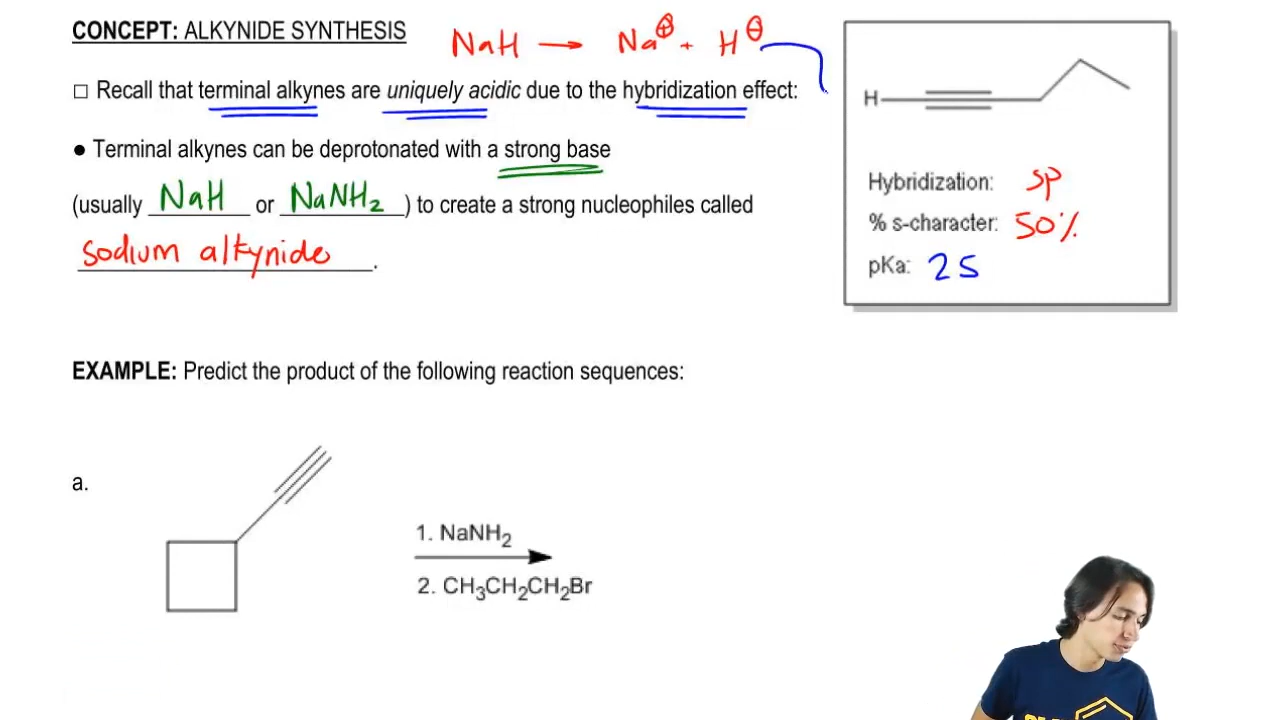 CONCEPT: ALKYNIDE SYNTHESIS
NaH → Na⊕ + H⊖
□ Recall that terminal alkynes are uniquely acidic due to the hybridization effect:
H
● Terminal alkynes can be deprotonated with a strong base
Hybridization: sp
(usually NaH or NaNH₂) to create a strong nucleophiles called
% s-character: 50%
sodium alkynide.
pKa: 25
EXAMPLE: Predict the product of the following reaction sequences:
a.
1. NaNH₂
2. CH₃CH₂CH₂Br